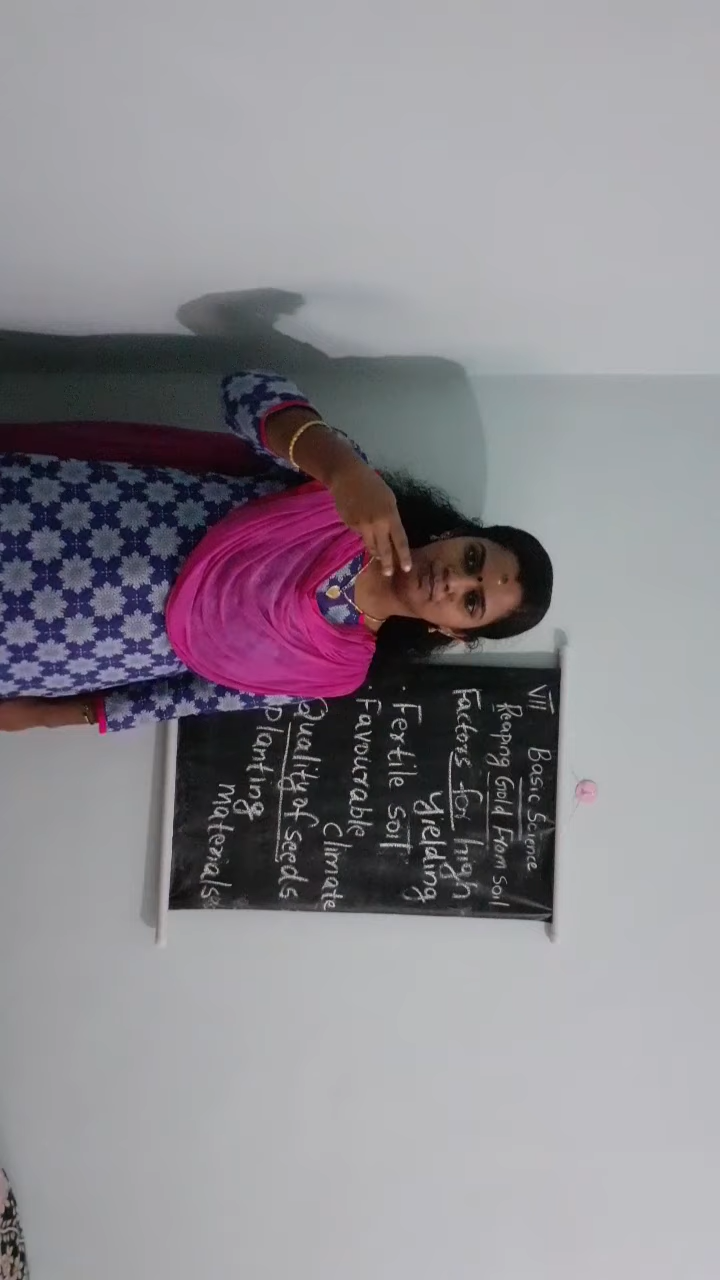 VII Basic Science
Reaping Gold From Soil
Factors for high
yielding
. Fertile Soil
. Favourable
climate
Quality of seeds
Planting
materials